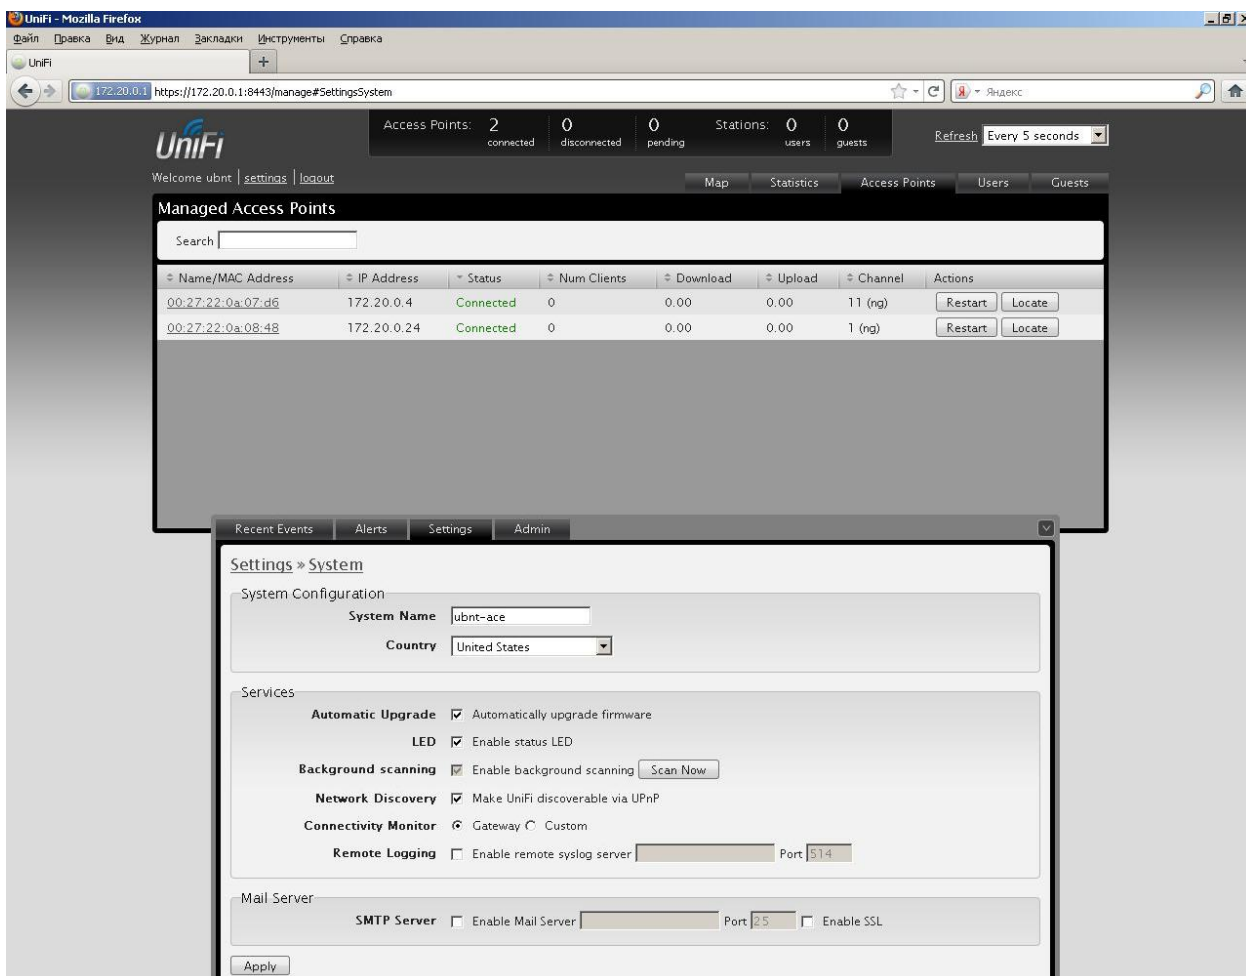 UniFi - Mozilla Firefox
Файл Правка Вид Журнал Закладки Инструменты Справка
UniFi +
172.20.0.1 https://172.20.0.1:8443/manage#SettingsSystem Я Яндекс
UniFi Access Points: 2 connected 0 disconnected 0 pending Stations: 0 users 0 guests Refresh Every 5 seconds
Welcome ubnt | settings | logout
Map Statistics Access Points Users Guests
Managed Access Points
Search
Name/MAC Address IP Address Status Num Clients Download Upload Channel Actions
00:27:22:0a:07:d6 172.20.0.4 Connected 0 0.00 0.00 11 (ng) Restart Locate
00:27:22:0a:08:48 172.20.0.24 Connected 0 0.00 0.00 1 (ng) Restart Locate
Recent Events Alerts Settings Admin
Settings » System
System Configuration
System Name ubnt-ace
Country United States
Services
Automatic Upgrade Automatically upgrade firmware
LED Enable status LED
Background scanning Enable background scanning Scan Now
Network Discovery Make UniFi discoverable via UPnP
Connectivity Monitor Gateway Custom
Remote Logging Enable remote syslog server Port 514
Mail Server
SMTP Server Enable Mail Server Port 25 Enable SSL
Apply